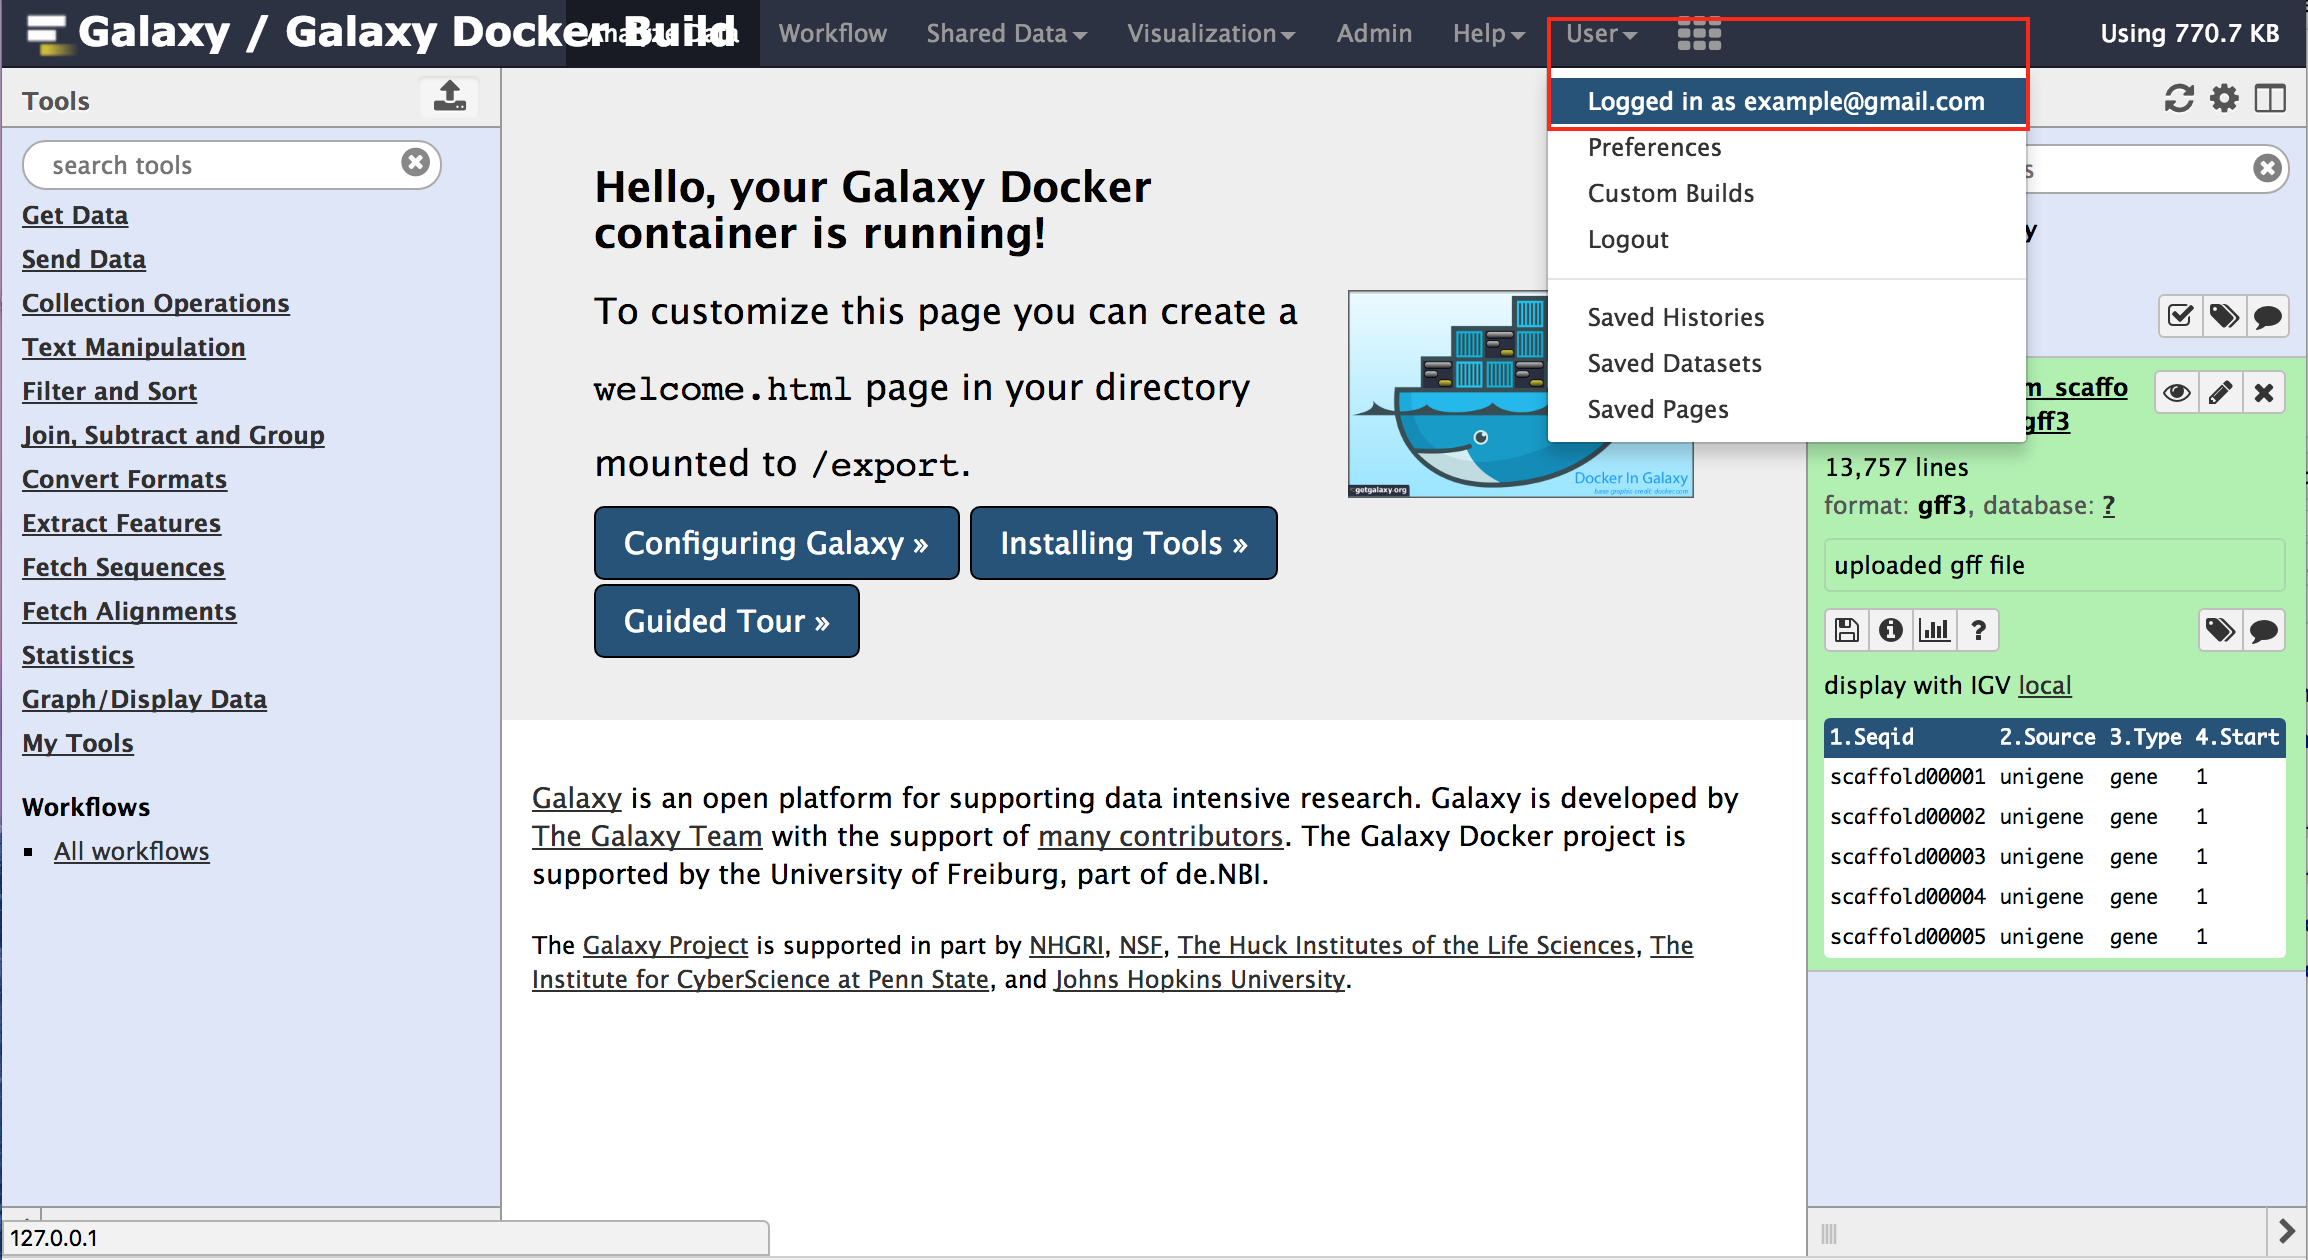 Galaxy / Galaxy Docker Build
Analyze Data
Workflow
Shared Data
Visualization
Admin
Help
User
Using 770.7 KB
Tools
search tools
Get Data
Send Data
Collection Operations
Text Manipulation
Filter and Sort
Join, Subtract and Group
Convert Formats
Extract Features
Fetch Sequences
Fetch Alignments
Statistics
Graph/Display Data
My Tools
Workflows
All workflows
127.0.0.1
Hello, your Galaxy Docker
container is running!
To customize this page you can create a
welcome.html page in your directory
mounted to /export.
Configuring Galaxy »
Installing Tools »
Guided Tour »
Docker In Galaxy
base graphic credit: docker.com
getgalaxy.org
Galaxy is an open platform for supporting data intensive research. Galaxy is developed by
The Galaxy Team with the support of many contributors. The Galaxy Docker project is
supported by the University of Freiburg, part of de.NBI.
The Galaxy Project is supported in part by NHGRI, NSF, The Huck Institutes of the Life Sciences, The
Institute for CyberScience at Penn State, and Johns Hopkins University.
Logged in as example@gmail.com
Preferences
Custom Builds
Logout
Saved Histories
Saved Datasets
Saved Pages
s
y
m_scaffo
gff3
13,757 lines
format: gff3, database: ?
uploaded gff file
?
display with IGV local
1.Seqid 2.Source 3.Type 4.Start
scaffold00001 unigene gene 1
scaffold00002 unigene gene 1
scaffold00003 unigene gene 1
scaffold00004 unigene gene 1
scaffold00005 unigene gene 1